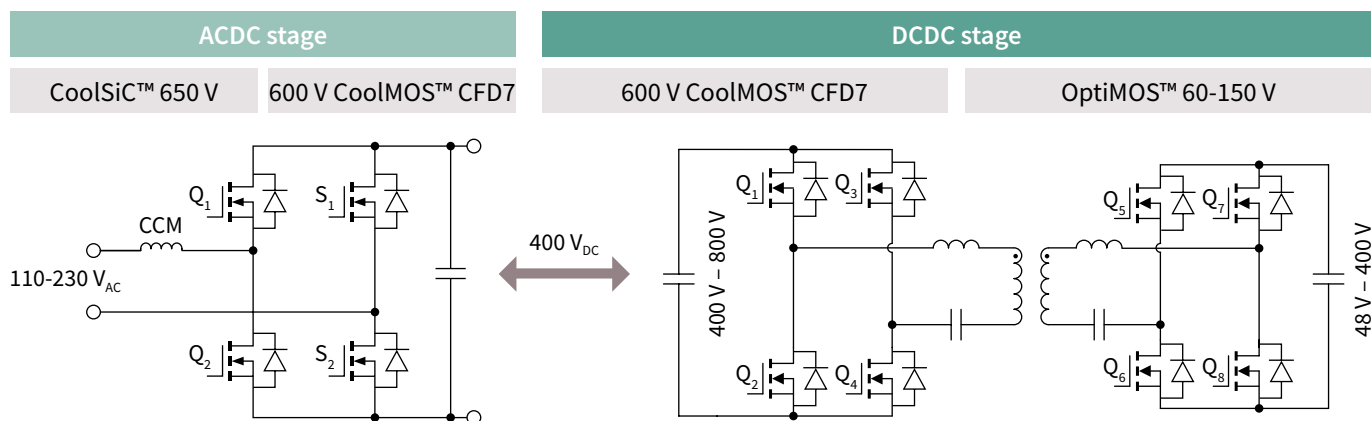 ACDC stage
DCDC stage
CoolSiC™ 650 V
600 V CoolMOS™ CFD7
600 V CoolMOS™ CFD7
OptiMOS™ 60-150 V
Q1
S1
CCM
110-230 VAC
Q2
S2
400 VDC
400 V – 800 V
Q1
Q3
Q2
Q4
Q5
Q7
Q6
Q8
48 V – 400 V